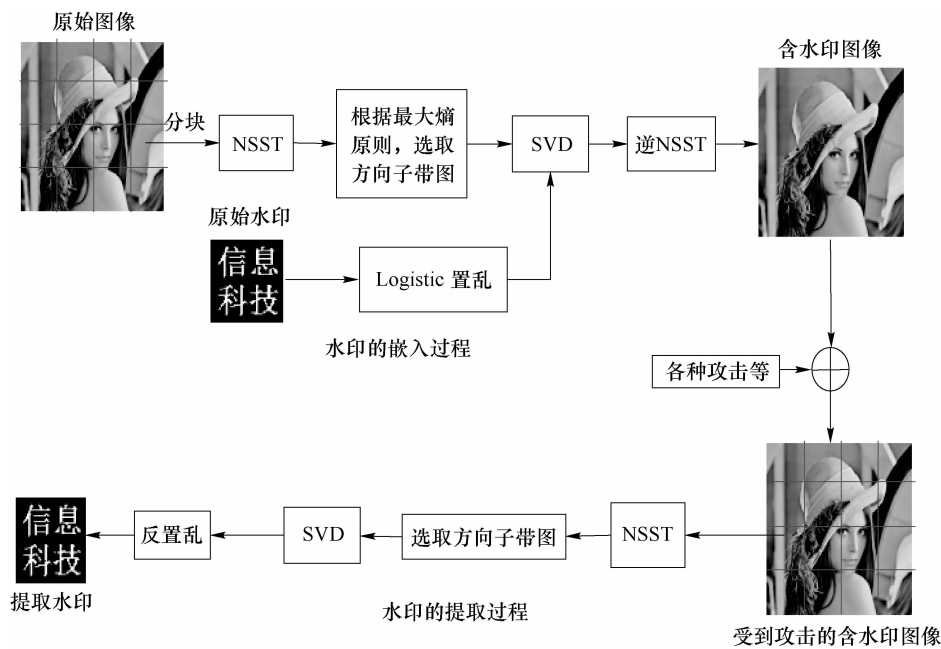 原始图像
含水印图像
分块
NSST
根据最大熵
原则，选取
方向子带图
SVD
逆NSST
原始水印
信息
科技
Logistic 置乱
水印的嵌入过程
各种攻击等
信息
科技
反置乱
SVD
选取方向子带图
NSST
提取水印
水印的提取过程
受到攻击的含水印图像